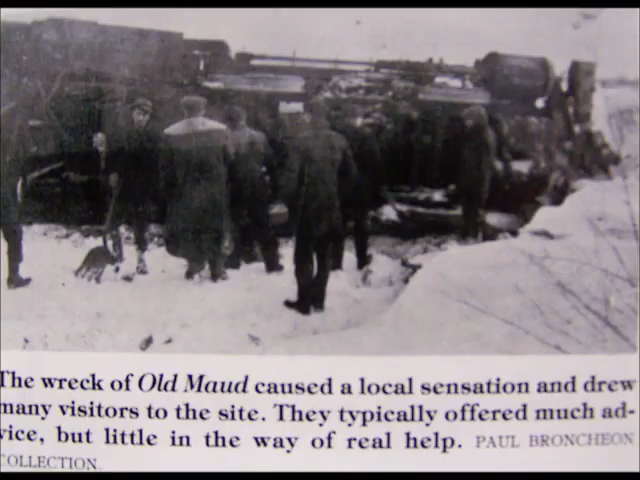 The wreck of Old Maud caused a local sensation and drew
many visitors to the site. They typically offered much ad-
vice, but little in the way of real help. PAUL BRONCHEON
COLLECTION.